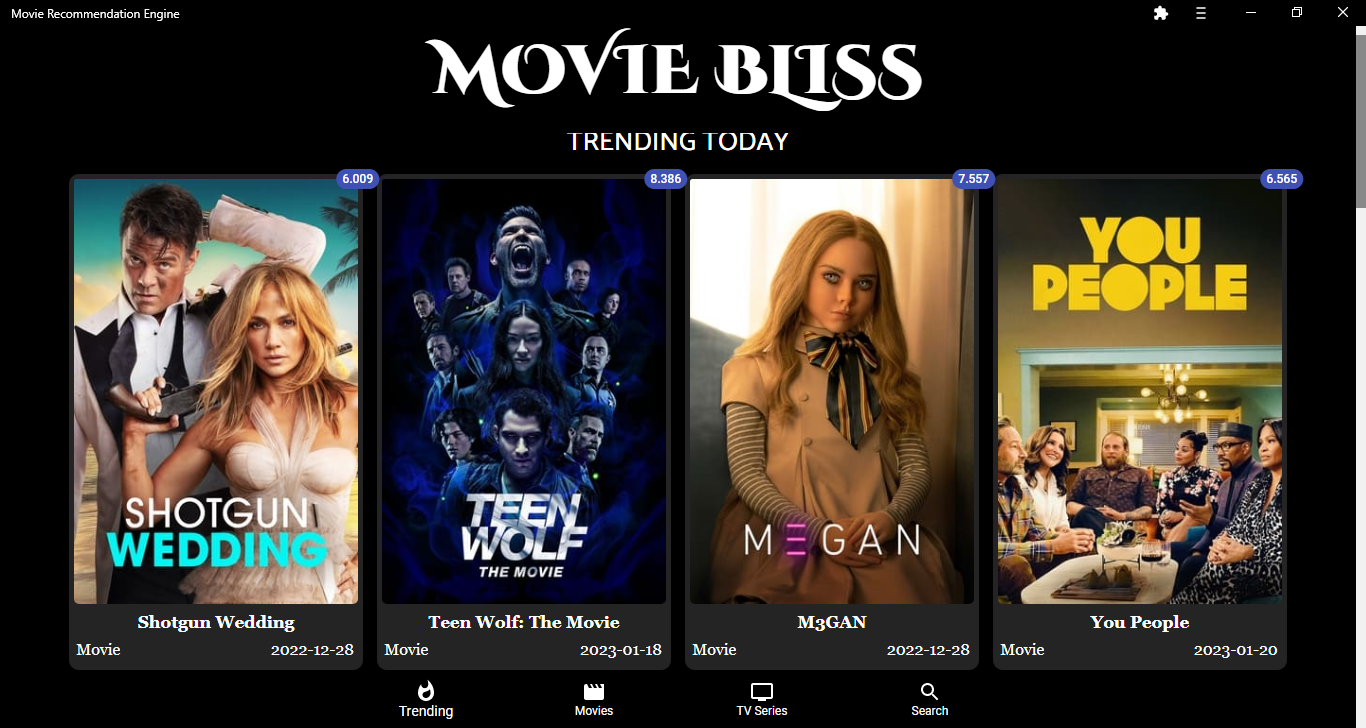 Movie Recommendation Engine
MOVIE BLISS
TRENDING TODAY
6.009
8.386
7.557
6.565
SHOTGUN
WEDDING
TEEN
WOLF
THE MOVIE
MΞGAN
YOU
PEOPLE
Shotgun Wedding
Movie 2022-12-28
Teen Wolf: The Movie
Movie 2023-01-18
M3GAN
Movie 2022-12-28
You People
Movie 2023-01-20
Trending
Movies
TV Series
Search